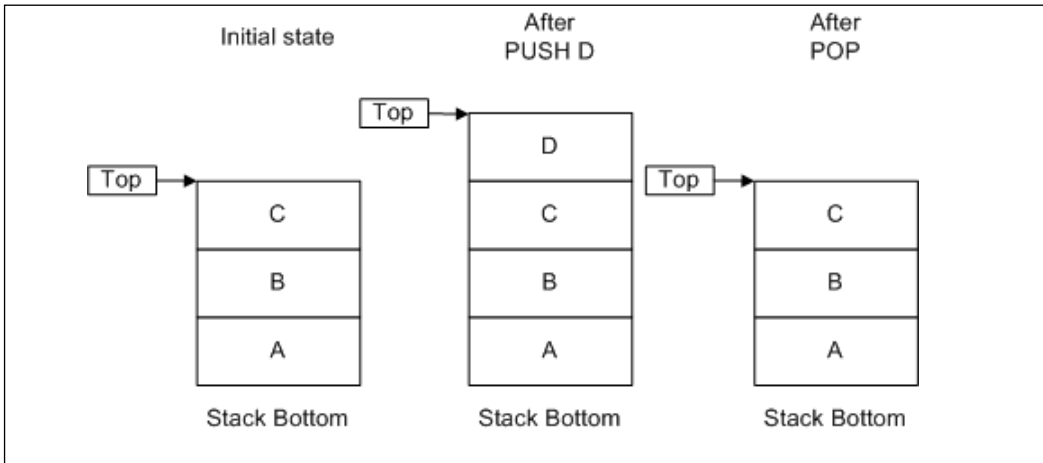 Initial state
After
PUSH D
After
POP
Top
C
B
A
Stack Bottom
Top
D
C
B
A
Stack Bottom
Top
C
B
A
Stack Bottom